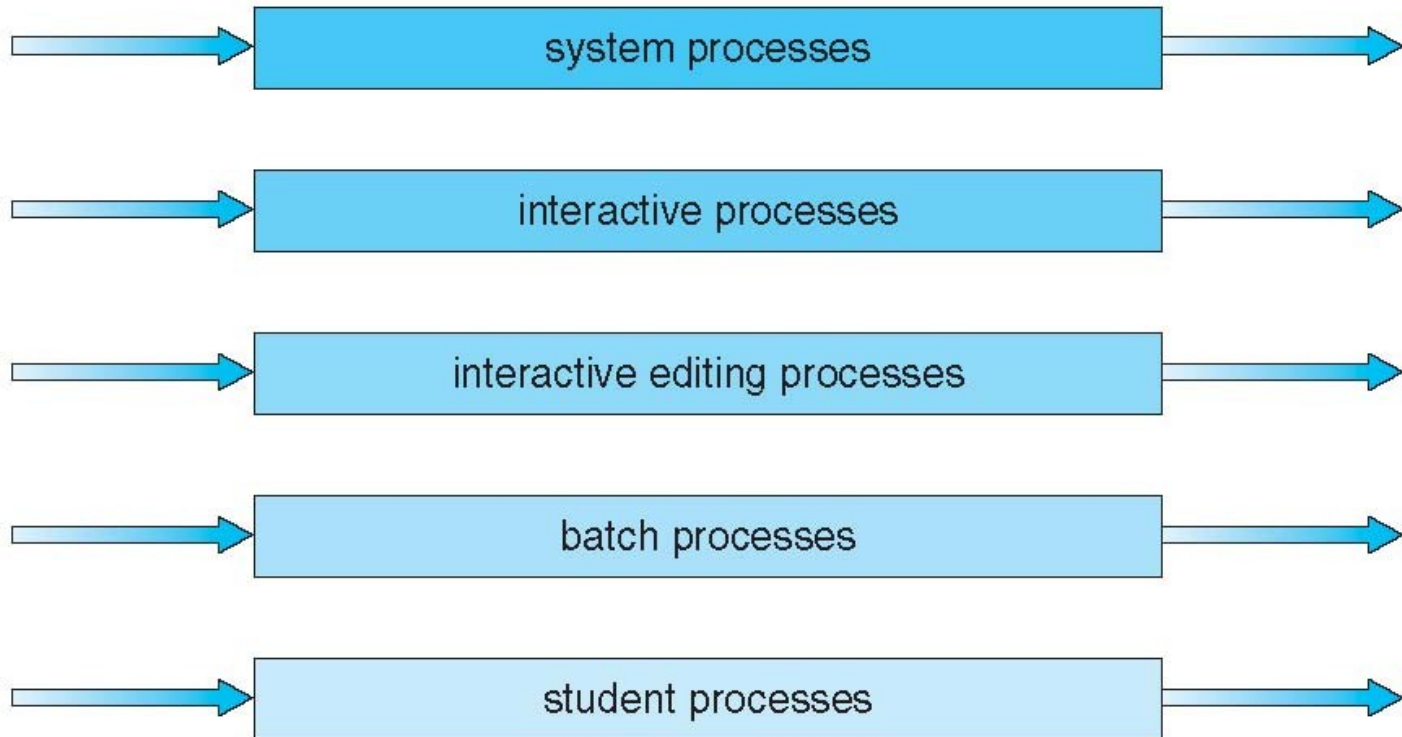 system processes
interactive processes
interactive editing processes
batch processes
student processes